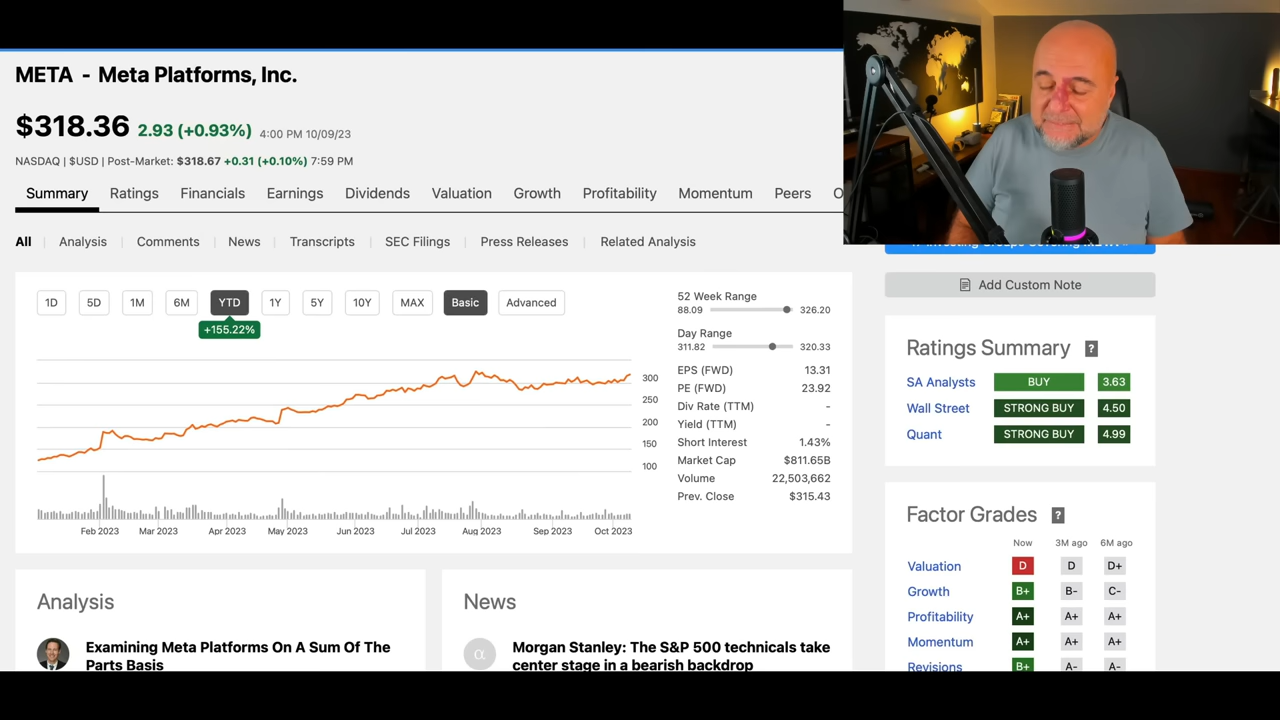 META - Meta Platforms, Inc.
$318.36 2.93 (+0.93%) 4:00 PM 10/09/23
NASDAQ | $USD | Post-Market: $318.67 +0.31 (+0.10%) 7:59 PM
Summary Ratings Financials Earnings Dividends Valuation Growth Profitability Momentum Peers
All Analysis Comments News Transcripts SEC Filings Press Releases Related Analysis
Add Custom Note
1D 5D 1M 6M YTD 1Y 5Y 10Y MAX Basic Advanced
+155.22%
300
250
200
150
100
Feb 2023 Mar 2023 Apr 2023 May 2023 Jun 2023 Jul 2023 Aug 2023 Sep 2023 Oct 2023
52 Week Range
88.09 326.20
Day Range
311.82 320.33
EPS (FWD) 13.31
PE (FWD) 23.92
Div Rate (TTM) -
Yield (TTM) -
Short Interest 1.43%
Market Cap $811.65B
Volume 22,503,662
Prev. Close $315.43
Ratings Summary ?
SA Analysts BUY 3.63
Wall Street STRONG BUY 4.50
Quant STRONG BUY 4.99
Factor Grades ?
Now 3M ago 6M ago
Valuation D D D+
Growth B+ B- C-
Profitability A+ A+ A+
Momentum A+ A+ A+
Revisions B+ A- A-
Analysis
Examining Meta Platforms On A Sum Of The
Parts Basis
News
α
Morgan Stanley: The S&P 500 technicals take
center stage in a bearish backdrop